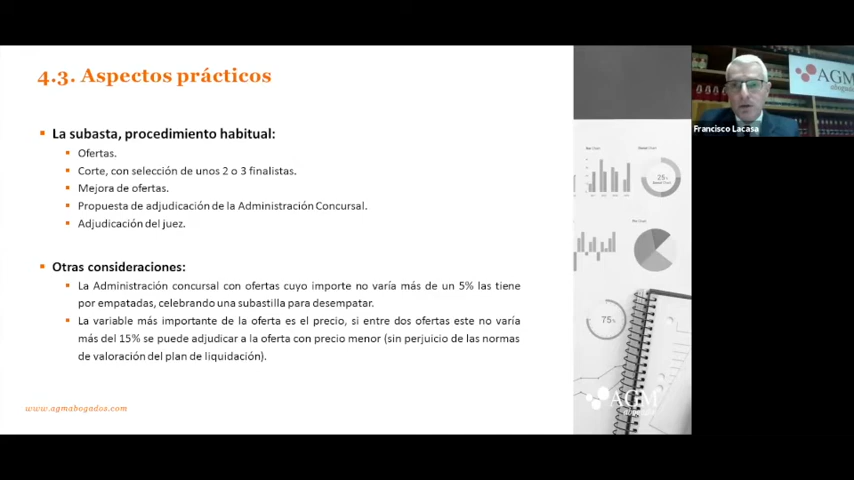 4.3. Aspectos prácticos
La subasta, procedimiento habitual:
Ofertas.
Corte, con selección de unos 2 o 3 finalistas.
Mejora de ofertas.
Propuesta de adjudicación de la Administración Concursal.
Adjudicación del juez.
Otras consideraciones:
La Administración concursal con ofertas cuyo importe no varía más de un 5% las tiene
por empatadas, celebrando una subastilla para desempatar.
La variable más importante de la oferta es el precio, si entre dos ofertas este no varía
más del 15% se puede adjudicar a la oferta con precio menor (sin perjuicio de las normas
de valoración del plan de liquidación).
www.agmabogados.com
25%
75%
AGM
abogados
AGM
abogados
Francisco Lacasa